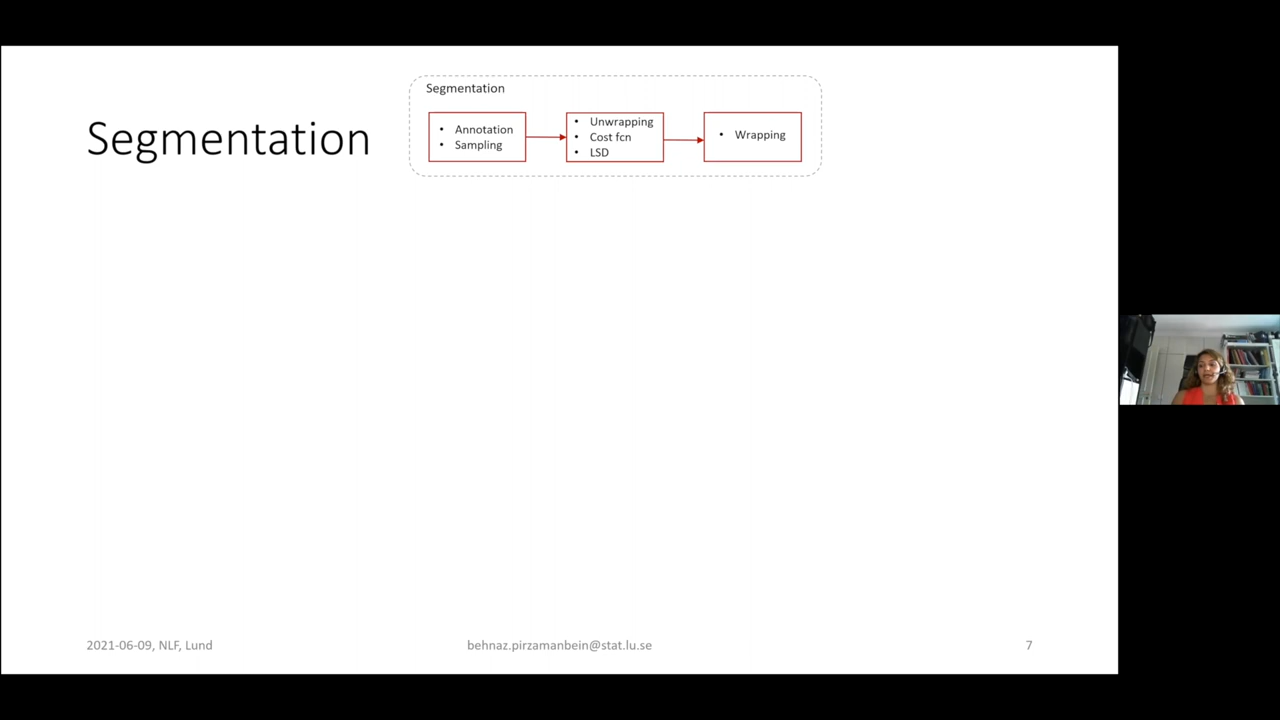 Segmentation
Segmentation
• Annotation
• Sampling
• Unwrapping
• Cost fcn
• LSD
• Wrapping
2021-06-09, NLF, Lund
behnaz.pirzamanbein@stat.lu.se
7